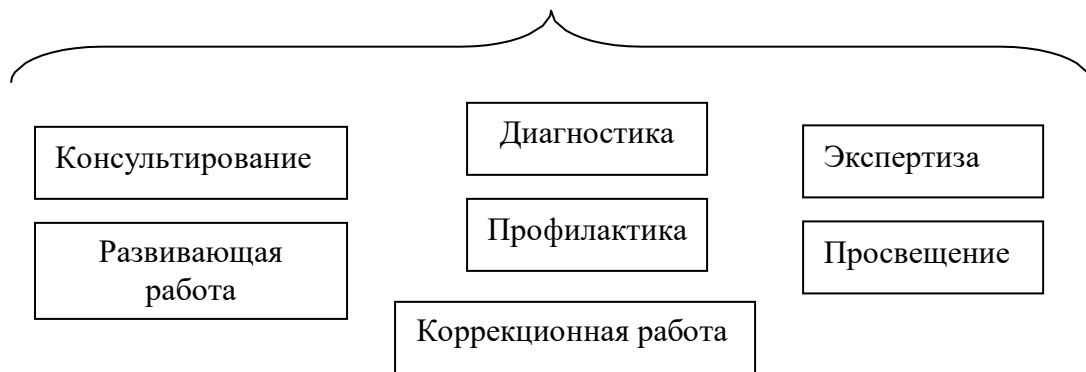 Консультирование
Диагностика
Экспертиза
Развивающая
работа
Профилактика
Просвещение
Коррекционная работа